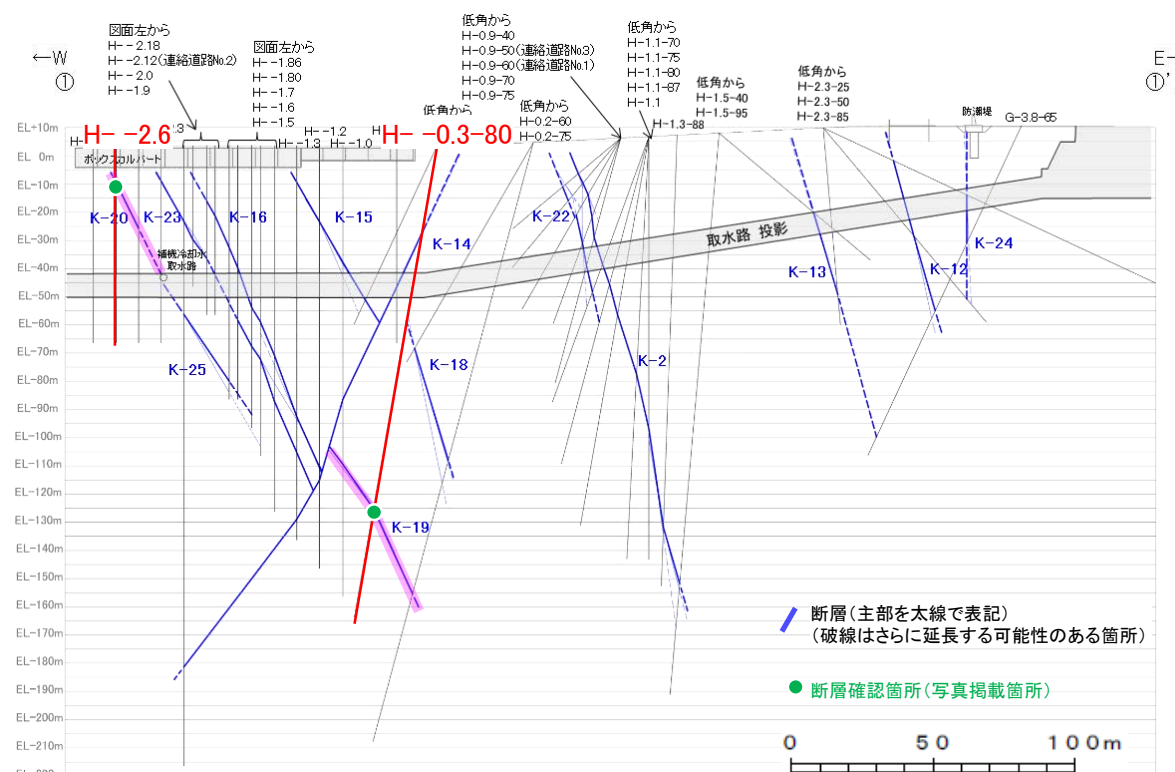 ←W
①
図面左から
H--2.18
H--2.12(連絡道路No.2)
H--2.0
H--1.9
図面左から
H--1.86
H--1.80
H--1.7
H--1.6
H--1.5
低角から
H-0.9-40
H-0.9-50(連絡道路No.3)
H-0.9-60(連絡道路No.1)
H-0.9-70
H-0.9-75
低角から
H-1.1-70
H-1.1-75
H-1.1-80
H-1.1-87
H-1.1
低角から
H-1.5-40
H-1.5-95
低角から
H-2.3-25
H-2.3-50
H-2.3-85
防潮堤
G-3.8-65
E-
①'
低角から
低角から
H-0.2-60
H-0.2-75
H-1.3-88
H--2.6
H--1.3
H--1.2
H--1.0
H--0.3-80
ボックスカルバート
EL+10m
EL 0m
EL-10m
EL-20m
EL-30m
EL-40m
EL-50m
EL-60m
EL-70m
EL-80m
EL-90m
EL-100m
EL-110m
EL-120m
EL-130m
EL-140m
EL-150m
EL-160m
EL-170m
EL-180m
EL-190m
EL-200m
EL-210m
K-20
K-23
K-16
K-15
K-14
K-22
K-24
K-13
K-12
補機冷却水
取水路
取水路 投影
K-25
K-18
K-2
K-19
断層(主部を太線で表記)
(破線はさらに延長する可能性のある箇所)
断層確認箇所(写真掲載箇所)
0 50 100m